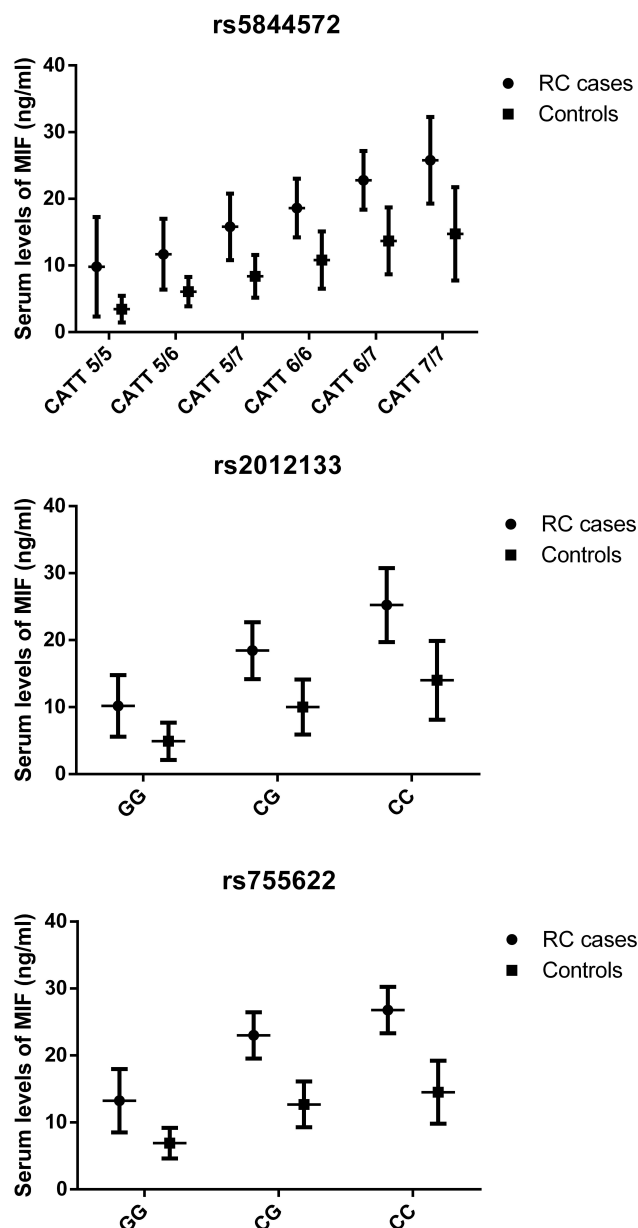 rs5844572
Serum levels of MIF (ng/ml)
40
30
20
10
0
CATT 5/5
CATT 5/6
CATT 5/7
CATT 6/6
CATT 6/7
CATT 7/7
RC cases
Controls
rs2012133
Serum levels of MIF (ng/ml)
40
30
20
10
0
GG
CG
CC
RC cases
Controls
rs755622
Serum levels of MIF (ng/ml)
40
30
20
10
0
GG
CG
CC
RC cases
Controls